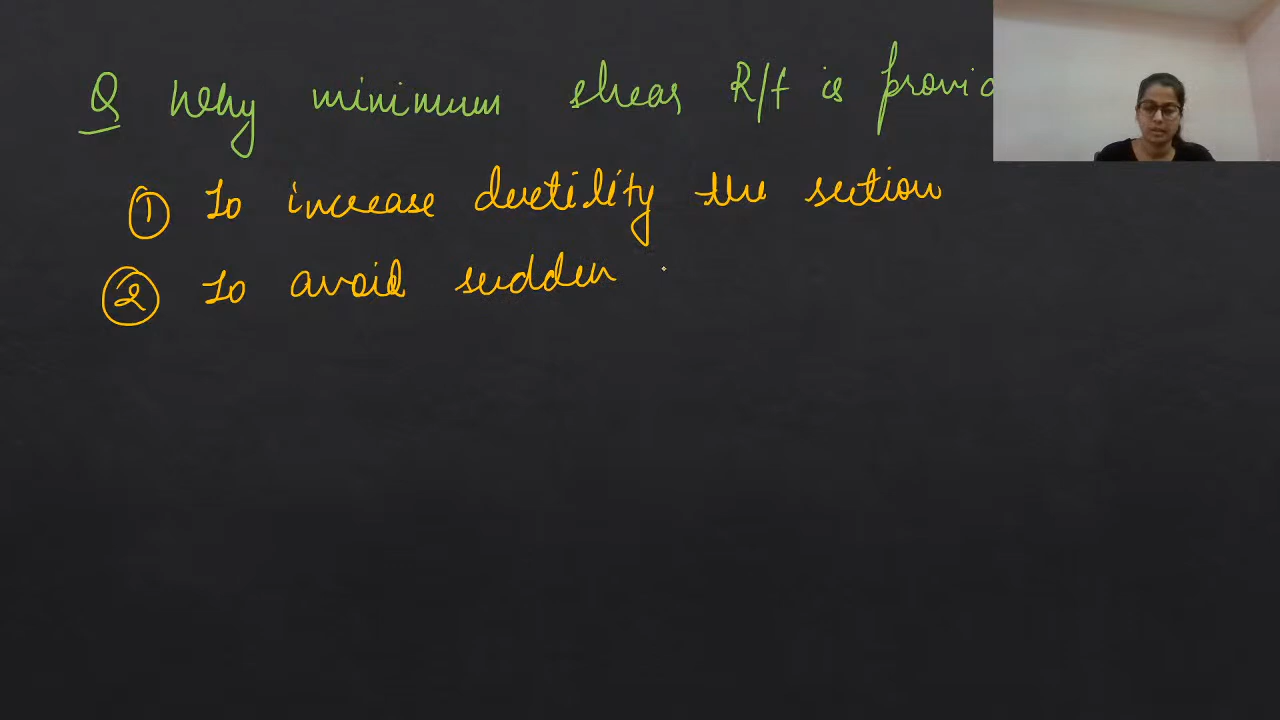 Q Why minimum shear R/f is provid
① To increase ductility the section
② To avoid sudden